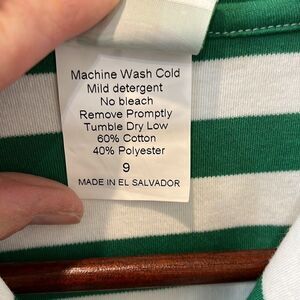 Machine Wash Cold
Mild detergent
No bleach
Remove Promptly
Tumble Dry Low
60% Cotton
40% Polyester
9
MADE IN EL SALVADOR